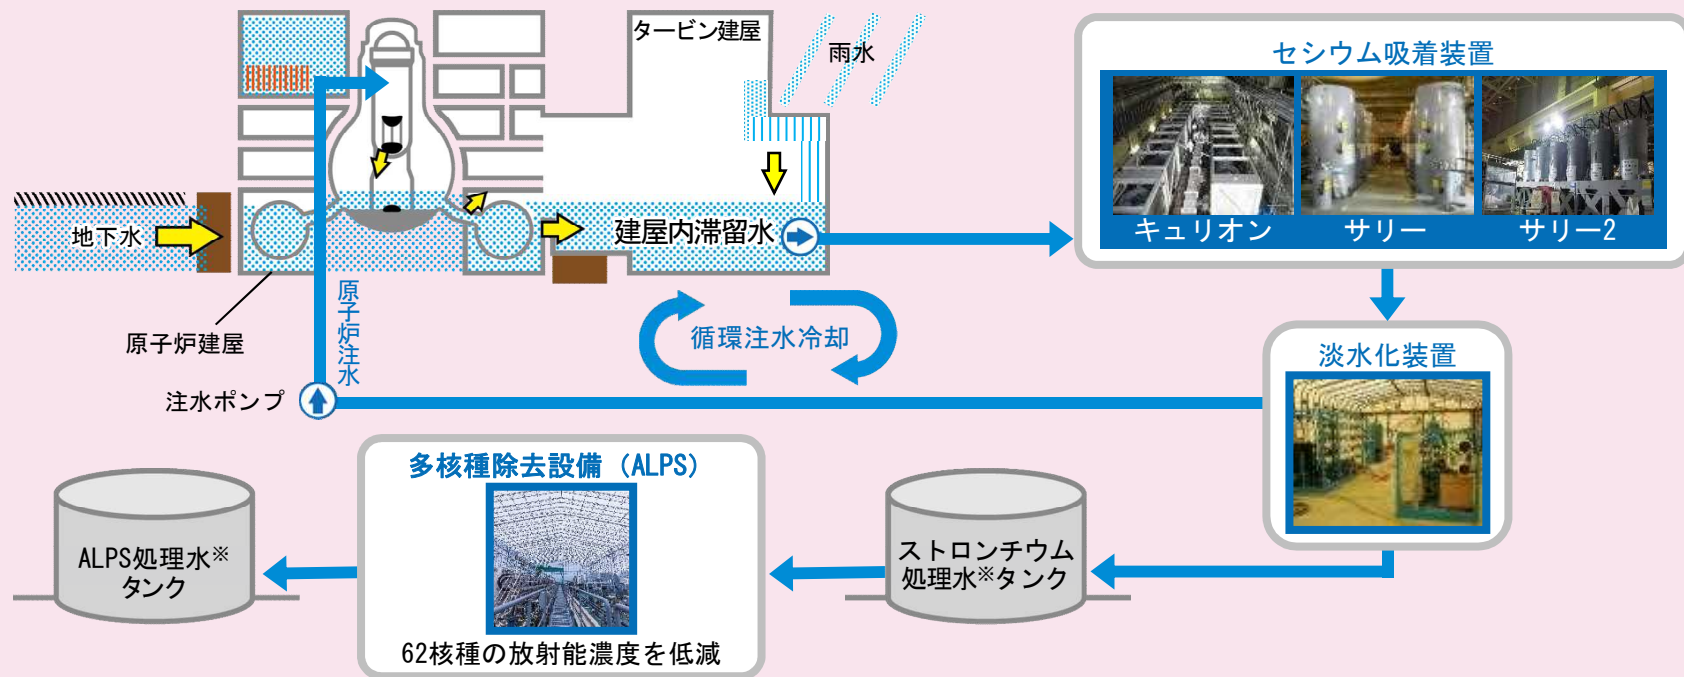 タービン建屋
雨水
セシウム吸着装置
キュリオン
サリー
サリー2
地下水
建屋内滞留水
原子炉建屋
原子炉注水
循環注水冷却
淡水化装置
注水ポンプ
多核種除去設備（ALPS）
62核種の放射能濃度を低減
ALPS処理水※
タンク
ストロンチウム
処理水※タンク